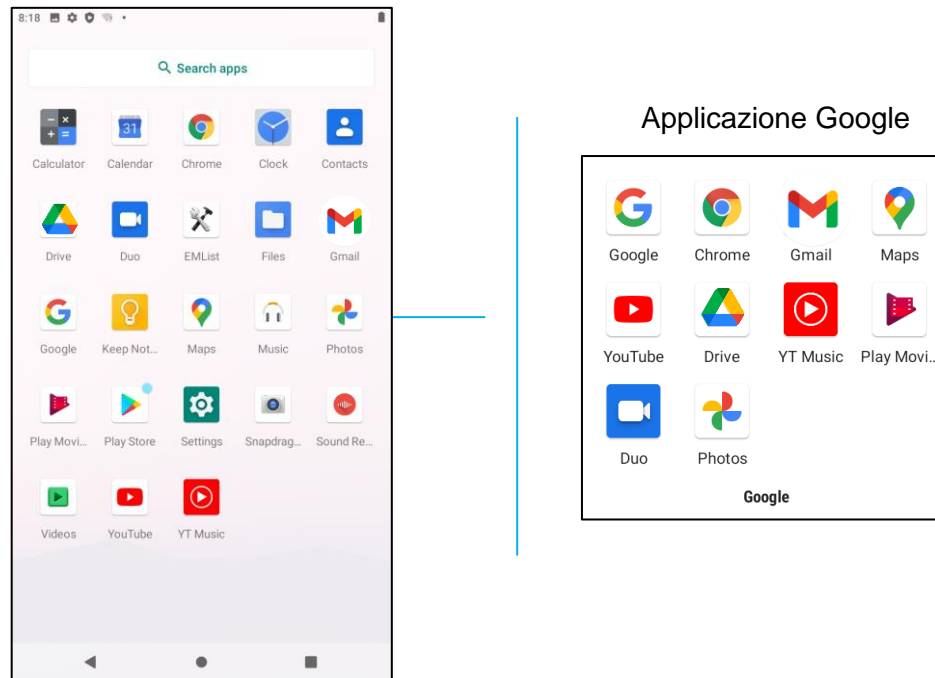 8:18
Search apps
Calculator Calendar Chrome Clock Contacts
31
Drive Duo EMList Files Gmail
Google Keep Not... Maps Music Photos
Play Movi... Play Store Settings Snapdrag... Sound Re...
Videos YouTube YT Music
Applicazione Google
Google Chrome Gmail Maps
YouTube Drive YT Music Play Movi..
Duo Photos
Google